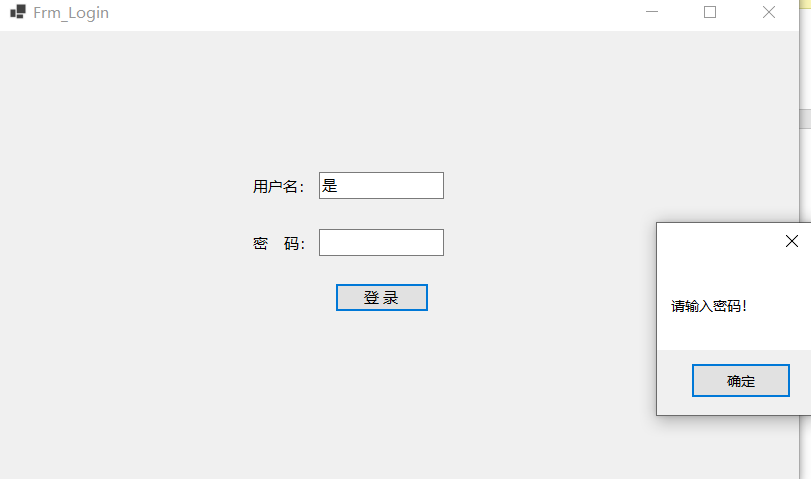 Frm_Login
用户名： 是
密 码：
登 录
请输入密码！
确定